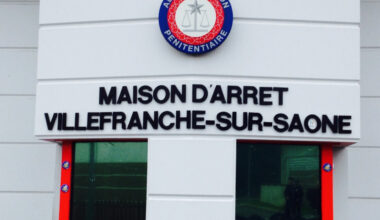 PENITENTIAIRE
MAISON D'ARRET
VILLEFRANCHE-SUR-SAONE